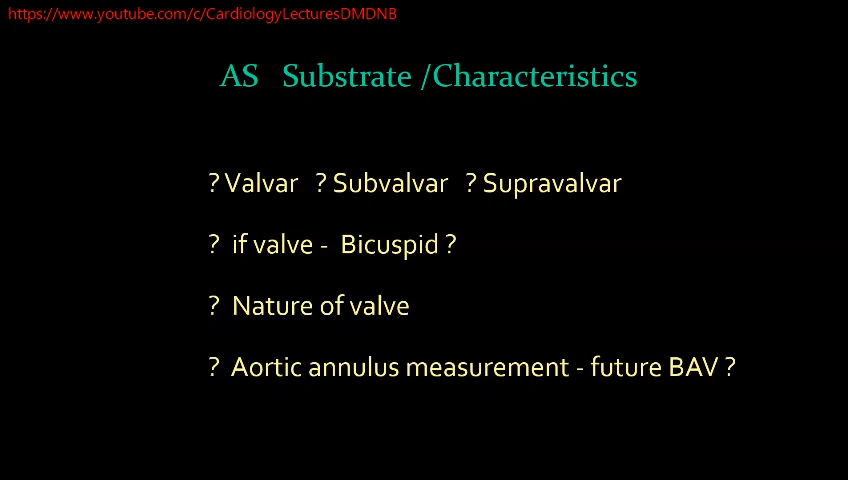 https://www.youtube.com/c/CardiologyLecturesDMDNB
AS Substrate /Characteristics
? Valvar ? Subvalvar ? Supravalvar
? if valve - Bicuspid ?
? Nature of valve
? Aortic annulus measurement - future BAV ?